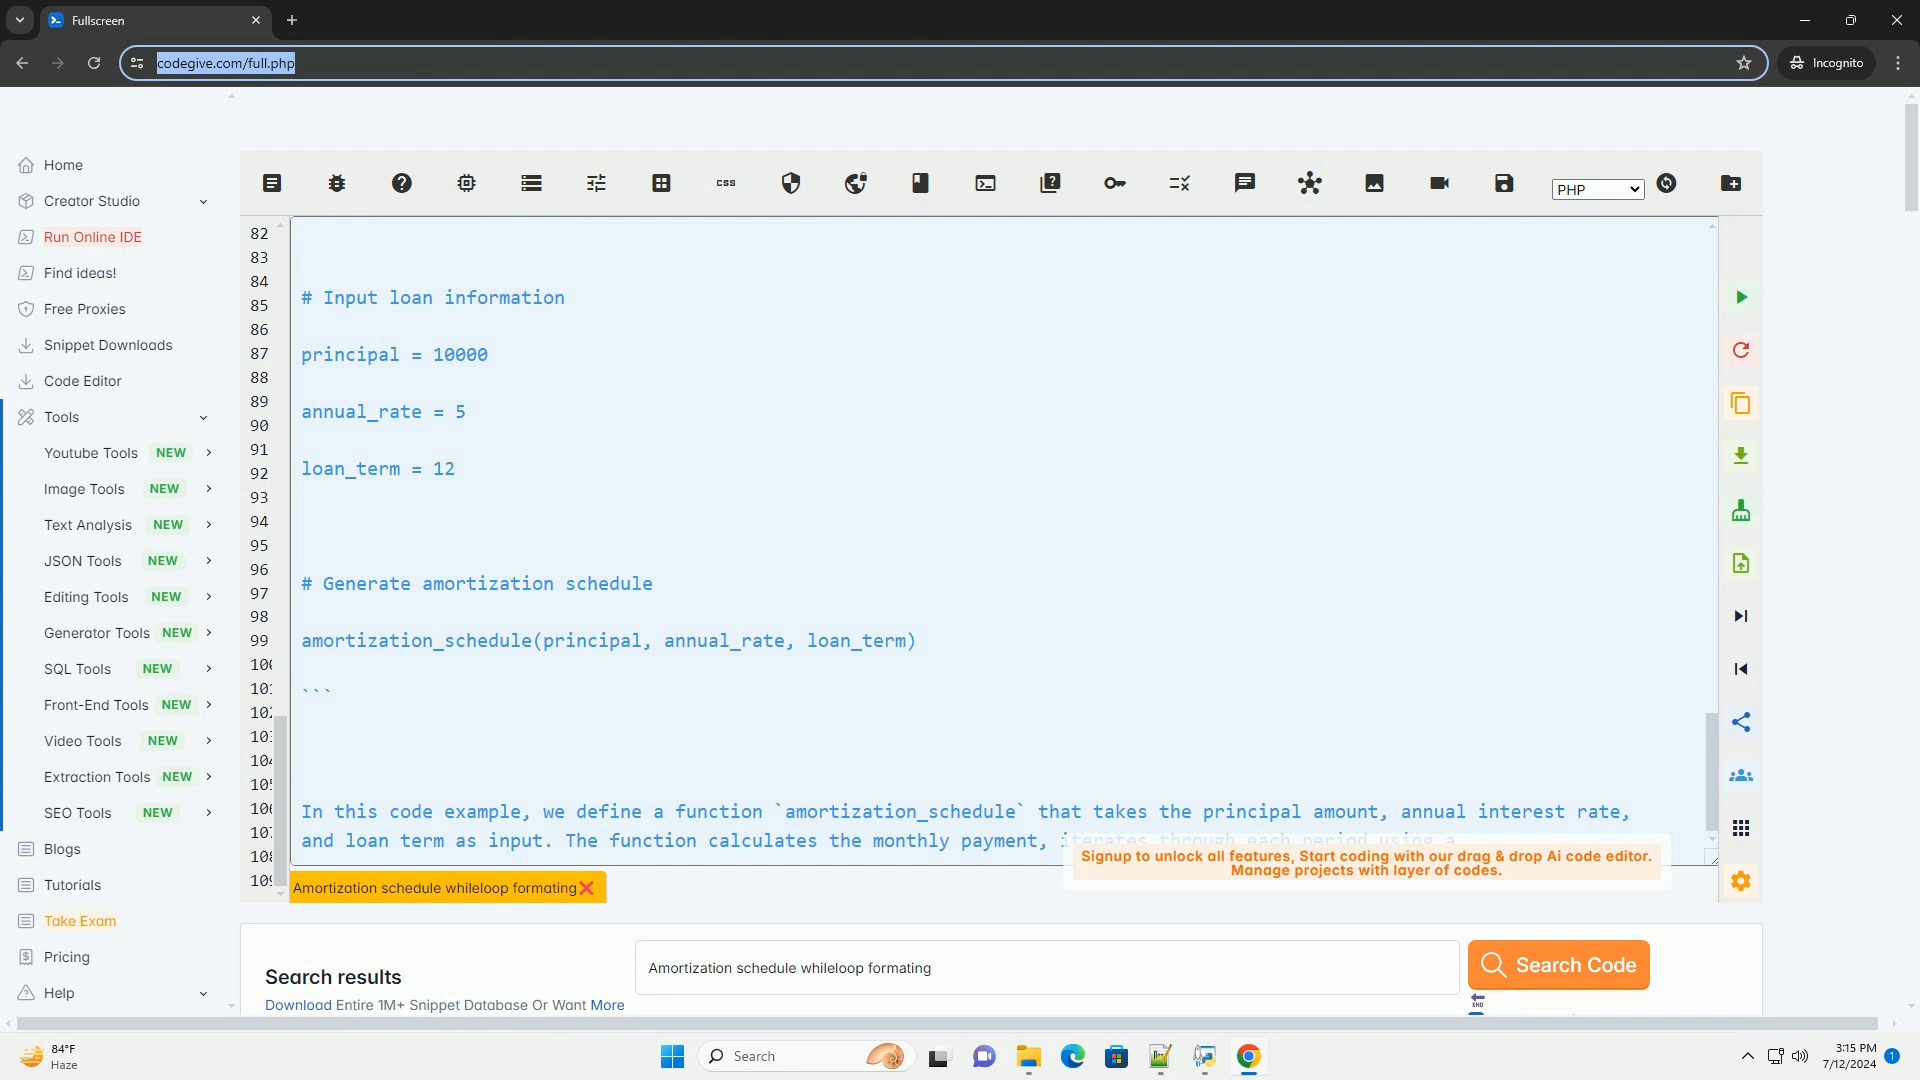 Fullscreen
codegive.com/full.php
Incognito
Home
Creator Studio
Run Online IDE
Find ideas!
Free Proxies
Snippet Downloads
Code Editor
Tools
Youtube Tools NEW
Image Tools NEW
Text Analysis NEW
JSON Tools NEW
Editing Tools NEW
Generator Tools NEW
SQL Tools NEW
Front-End Tools NEW
Video Tools NEW
Extraction Tools NEW
SEO Tools NEW
Blogs
Tutorials
Take Exam
Pricing
Help
css
PHP
82
83
84
85
86
87
88
89
90
91
92
93
94
95
96
97
98
99
# Input loan information
principal = 10000
annual_rate = 5
loan_term = 12
# Generate amortization schedule
amortization_schedule(principal, annual_rate, loan_term)
```
In this code example, we define a function `amortization_schedule` that takes the principal amount, annual interest rate,
and loan term as input. The function calculates the monthly payment, iterates through each period using a
Signup to unlock all features, Start coding with our drag & drop Ai code editor.
Manage projects with layer of codes.
Amortization schedule whileloop formating
Search results
Amortization schedule whileloop formating
Search Code
Download Entire 1M+ Snippet Database Or Want More
END
84°F
Haze
Search
3:15 PM
7/12/2024
1